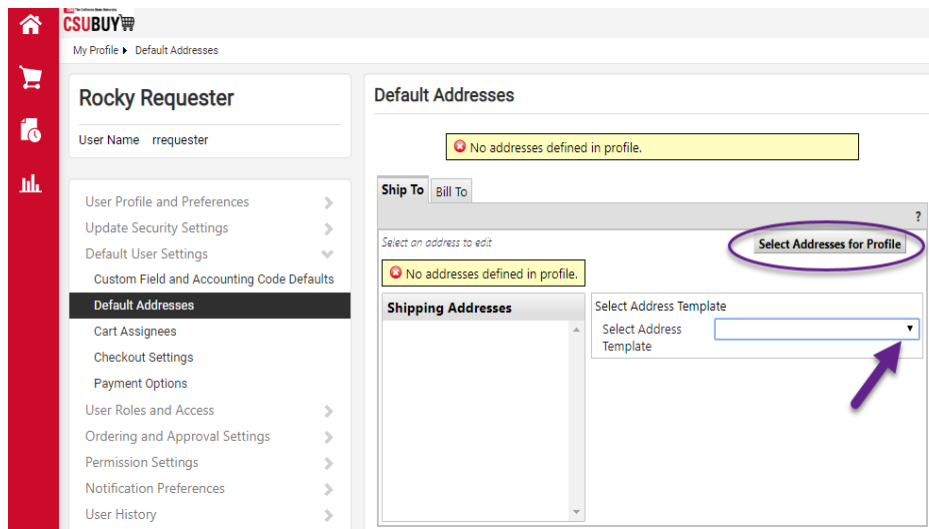 The California State University
CSUBUY
My Profile Default Addresses
Rocky Requester
User Name rrequester
User Profile and Preferences
Update Security Settings
Default User Settings
Custom Field and Accounting Code Defaults
Default Addresses
Cart Assignees
Checkout Settings
Payment Options
User Roles and Access
Ordering and Approval Settings
Permission Settings
Notification Preferences
User History
Default Addresses
No addresses defined in profile.
Ship To Bill To
?
Select an address to edit
Select Addresses for Profile
No addresses defined in profile.
Shipping Addresses
Select Address Template
Select Address
Template